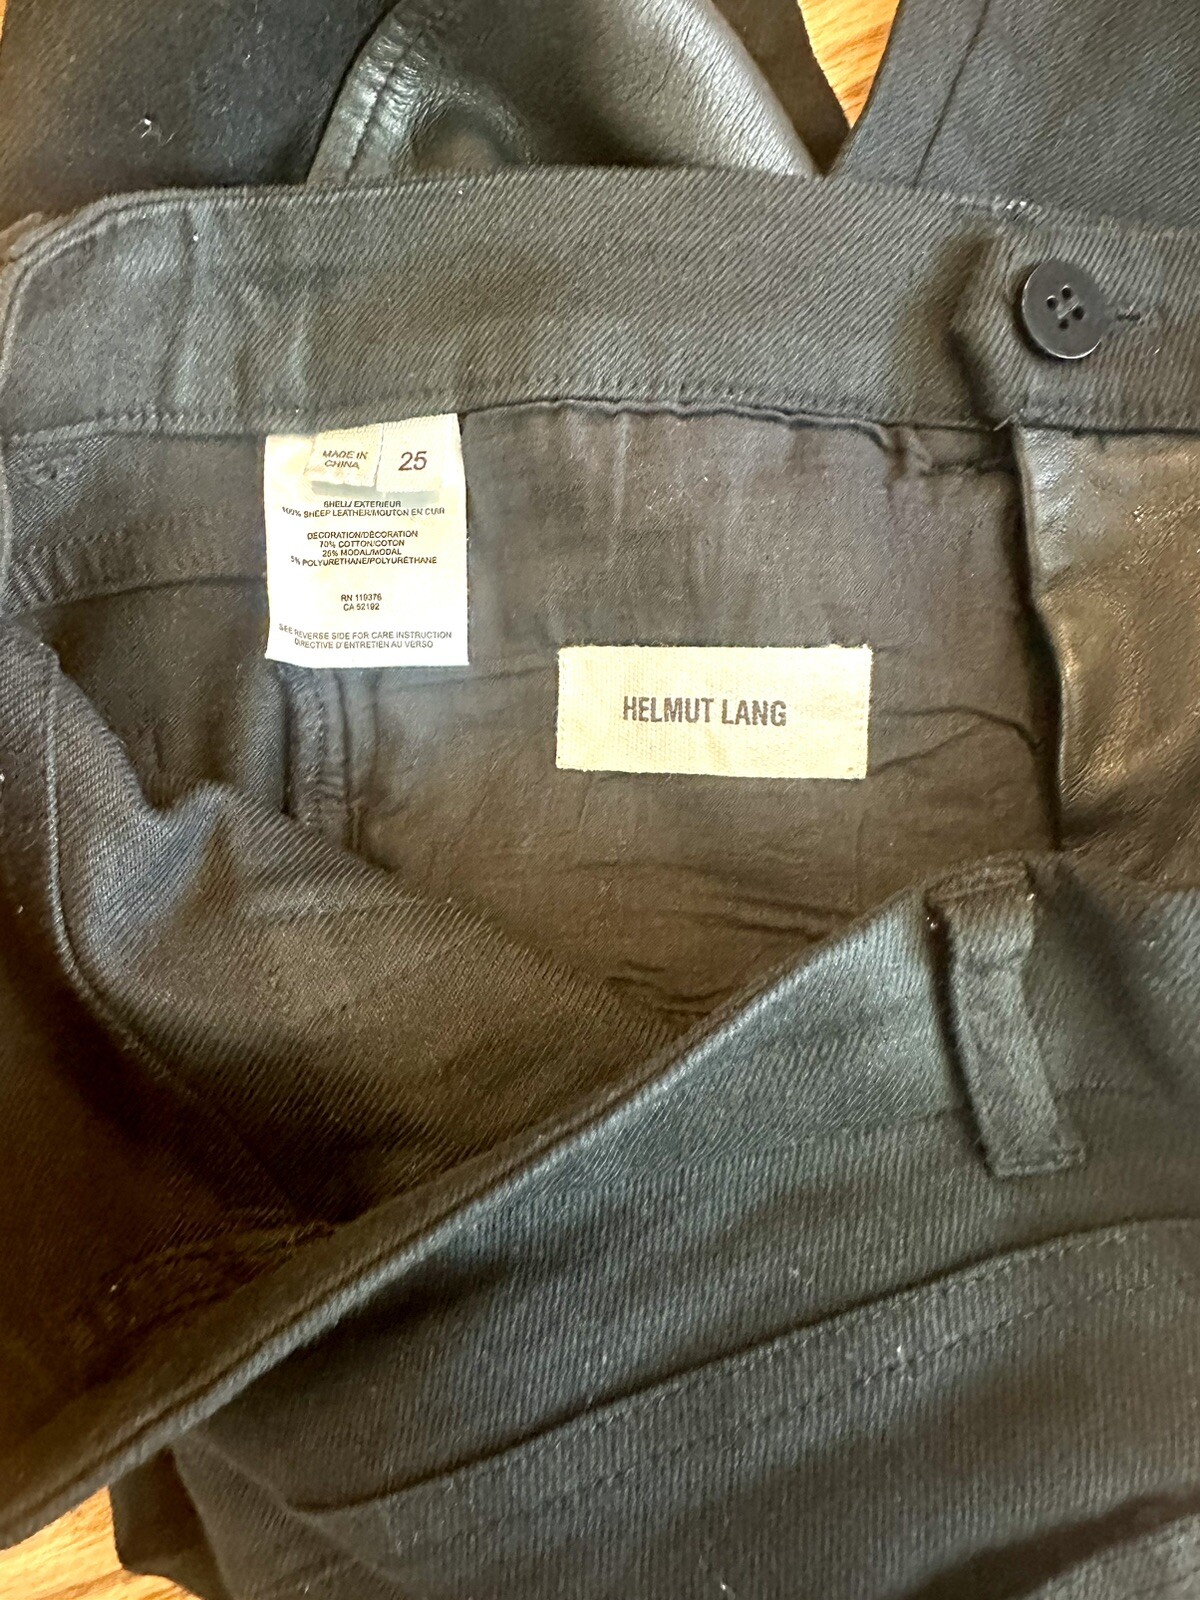 MADE IN
CHINA
25
SHELL/ EXTERIEUR
100% SHEEP LEATHER/MOUTON EN CUIR
DECORATION/DÉCORATION
70% COTTON/COTON
25% MODAL/MODAL
5% POLYURETHANE/POLYURÉTHANE
RN 119376
CA 52192
SEE REVERSE SIDE FOR CARE INSTRUCTION
DIRECTIVE D'ENTRETIEN AU VERSO
HELMUT LANG